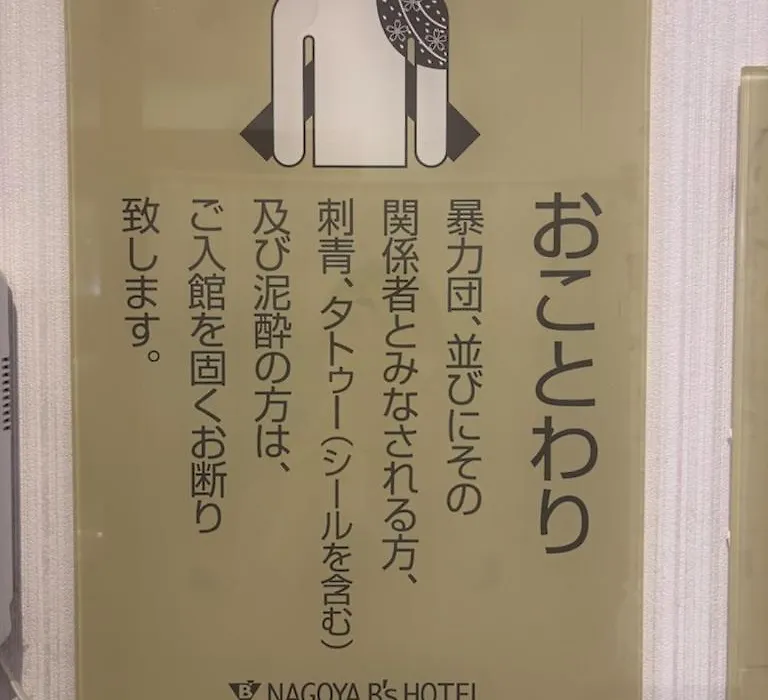 おことわり
暴力団、並びにその
関係者とみなされる方、
刺青、タトゥー(シールを含む)
及び泥酔の方は、
ご入館を固くお断り
致します。
B NAGOYA B's HOTEL